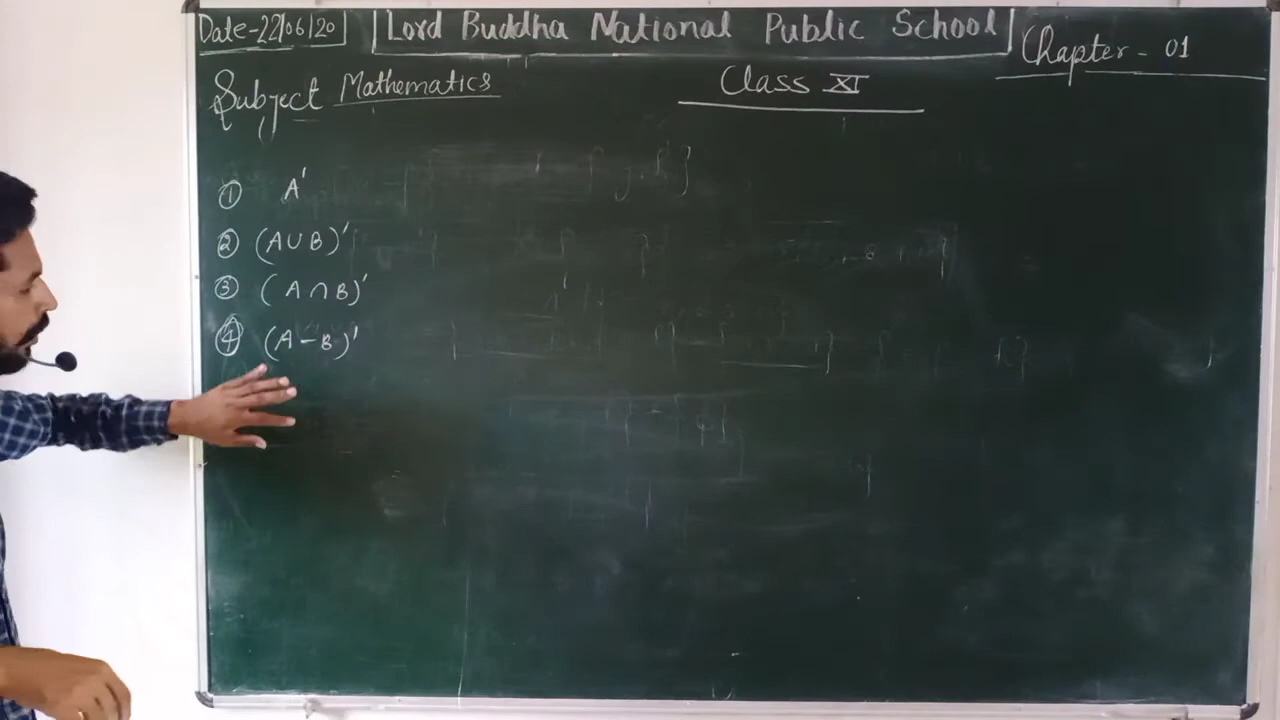 Date-22/06/20 Lord Buddha National Public School Chapter - 01
Subject Mathematics Class XI
① A'
② (A∪B)'
③ (A∩B)'
④ (A-B)'